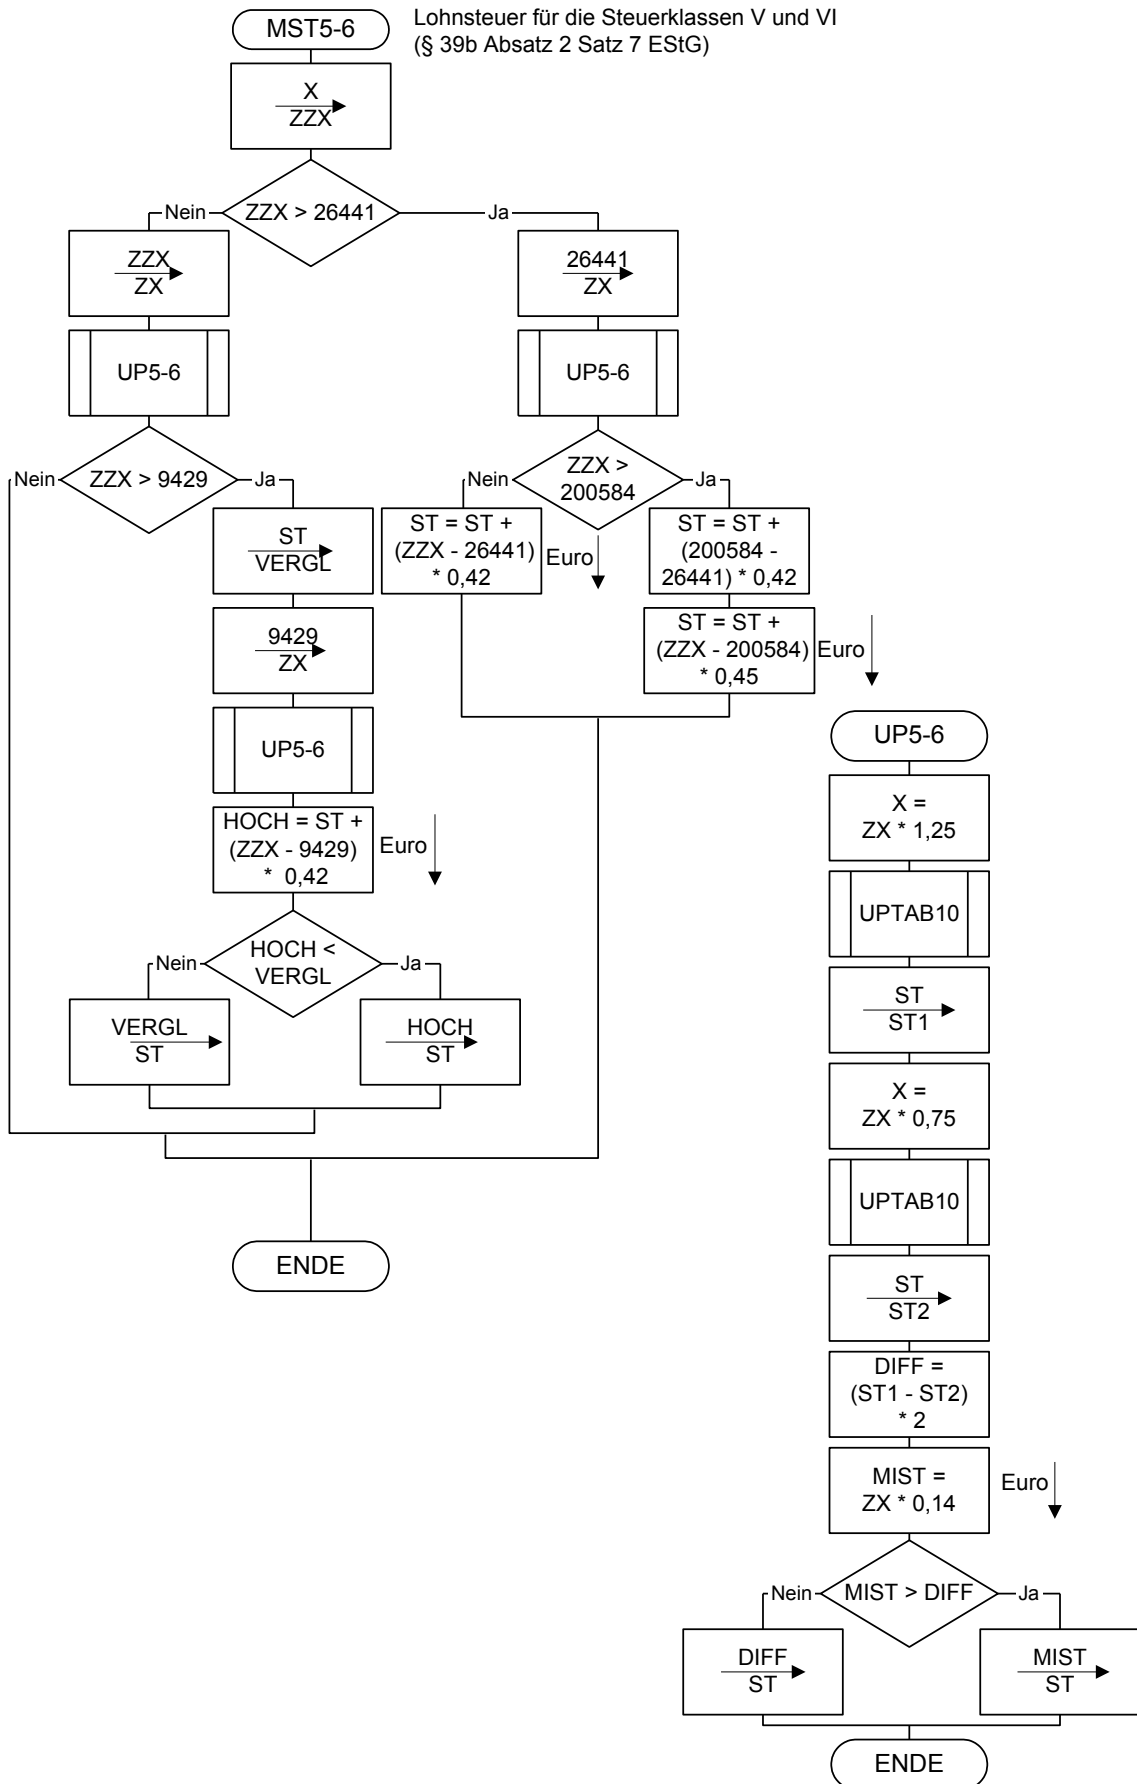 MST5-6
Lohnsteuer für die Steuerklassen V und VI
(§ 39b Absatz 2 Satz 7 EStG)
X
ZZX
ZZX > 26441
Nein
Ja
ZZX
ZX
26441
ZX
UP5-6
UP5-6
ZZX > 9429
Nein
Ja
ZZX >
200584
Nein
Ja
ST
VERGL
ST = ST +
(ZZX - 26441)
* 0,42
Euro
ST = ST +
(200584 -
26441) * 0,42
9429
ZX
ST = ST +
(ZZX - 200584)
* 0,45
Euro
UP5-6
HOCH = ST +
(ZZX - 9429)
* 0,42
Euro
HOCH <
VERGL
Nein
Ja
VERGL
ST
HOCH
ST
ENDE
UP5-6
X =
ZX * 1,25
UPTAB10
ST
ST1
X =
ZX * 0,75
UPTAB10
ST
ST2
DIFF =
(ST1 - ST2)
* 2
MIST =
ZX * 0,14
Euro
MIST > DIFF
Nein
Ja
DIFF
ST
MIST
ST
ENDE